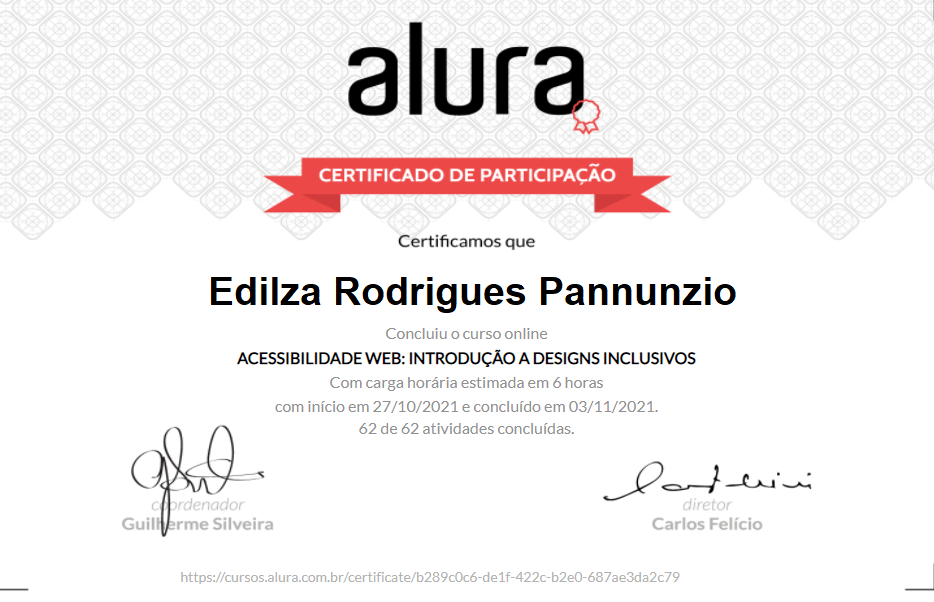 alura
CERTIFICADO DE PARTICIPAÇÃO
Certificamos que
Edilza Rodrigues Pannunzio
Concluiu o curso online
ACESSIBILIDADE WEB: INTRODUÇÃO A DESIGNS INCLUSIVOS
Com carga horária estimada em 6 horas
com início em 27/10/2021 e concluído em 03/11/2021.
62 de 62 atividades concluídas.
coordenador
Guilherme Silveira
diretor
Carlos Felício
https://cursos.alura.com.br/certificate/b289c0c6-de1f-422c-b2e0-687ae3da2c79